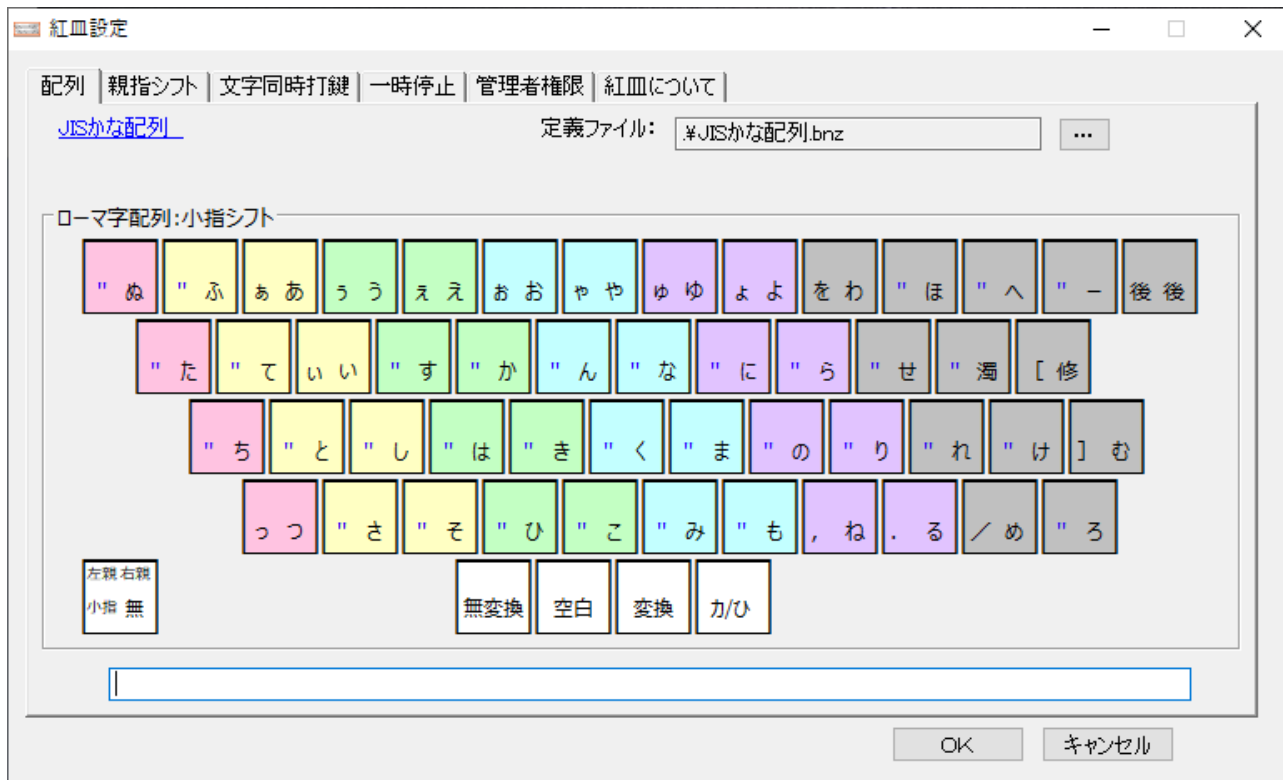 紅皿設定
配列 親指シフト 文字同時打鍵 一時停止 管理者権限 紅皿について
JISかな配列 定義ファイル: .¥JISかな配列.bnz ...
ローマ字配列:小指シフト
" ぬ " ふ ぁ あ ぅ う ぇ え ぉ お ゃ や ゅ ゆ ょ よ を わ " ほ " へ " ー 後 後
" た " て ぃ い " す " か " ん " な " に " ら " せ " 濁 [ 修
" ち " と " し " は " き " く " ま " の " り " れ " け ] む
っ つ " さ " そ " ひ " こ " み " も , ね . る / め " ろ
左親 右親
小指 無 無変換 空白 変換 カ/ひ
OK キャンセル